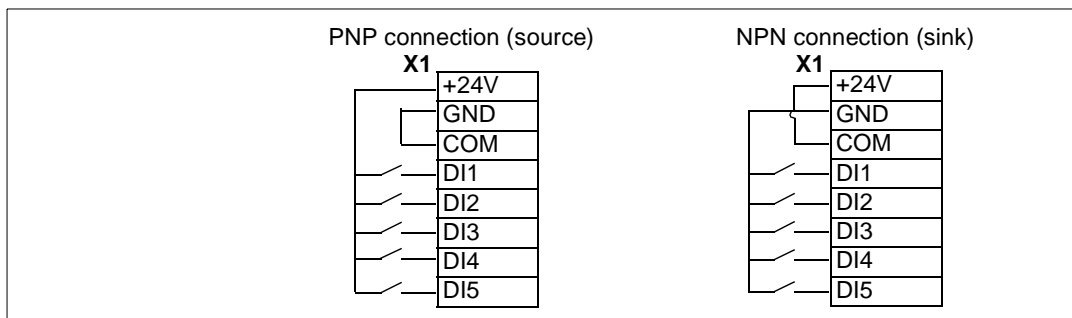 PNP connection (source)
X1
+24V
GND
COM
DI1
DI2
DI3
DI4
DI5
NPN connection (sink)
X1
+24V
GND
COM
DI1
DI2
DI3
DI4
DI5